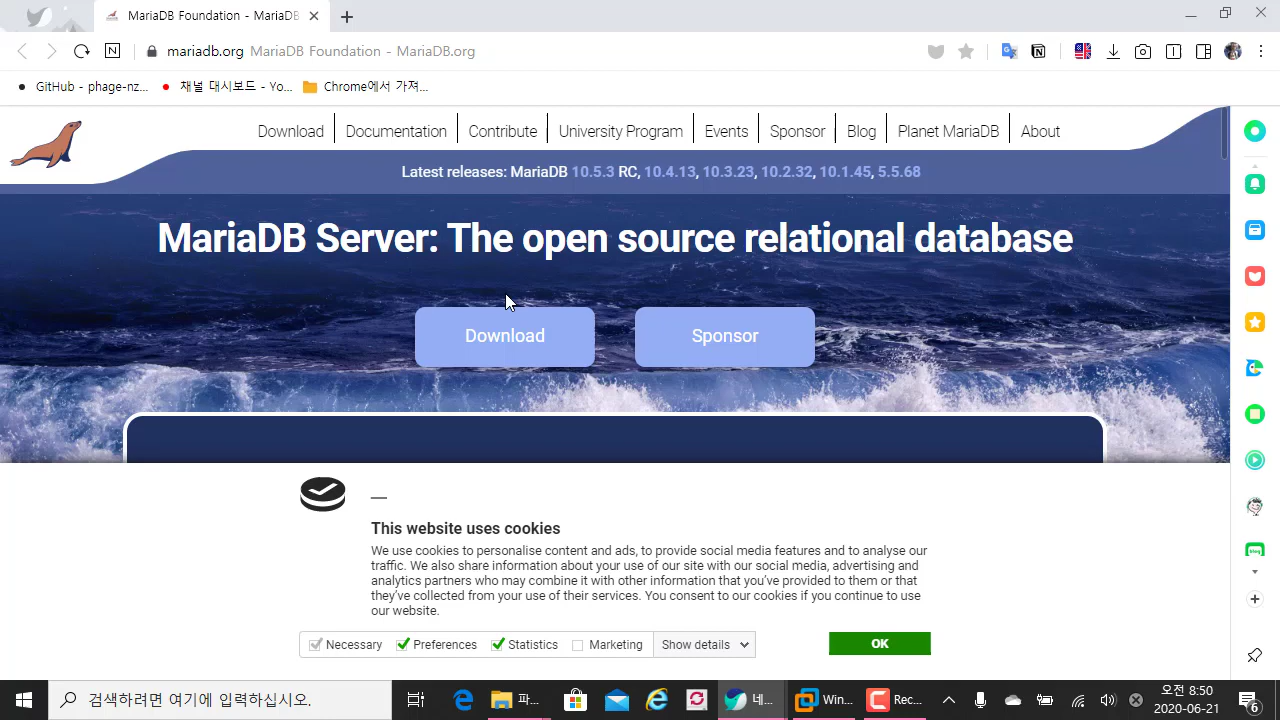 MariaDB Foundation - MariaDB
mariadb.org MariaDB Foundation - MariaDB.org
GitHub - phage-nz... 채널 대시보드 - Yo... Chrome에서 가져...
Download Documentation Contribute University Program Events Sponsor Blog Planet MariaDB About
Latest releases: MariaDB 10.5.3 RC, 10.4.13, 10.3.23, 10.2.32, 10.1.45, 5.5.68
MariaDB Server: The open source relational database
Download Sponsor
This website uses cookies
We use cookies to personalise content and ads, to provide social media features and to analyse our
traffic. We also share information about your use of our site with our social media, advertising and
analytics partners who may combine it with other information that you've provided to them or that
they've collected from your use of their services. You consent to our cookies if you continue to use
our website.
Necessary Preferences Statistics Marketing Show details OK
blog
검색하려면 여기에 입력하십시오. 파... 네... Win... Rec... 오전 8:50
2020-06-21 6